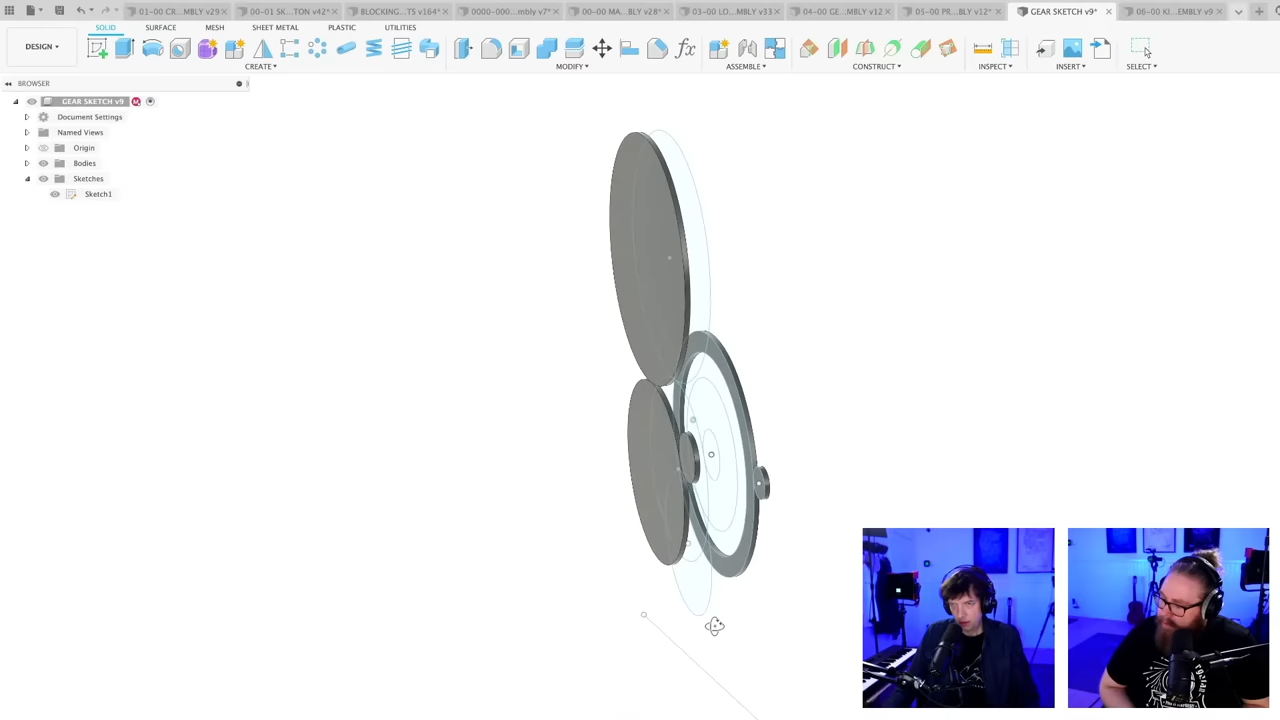 01-00 CR...MBLY v29*
00-01 SK...TON v42*
BLOCKING...TS v164*
0000-000...mbly v7*
00-00 MA...BLY v28*
03-00 LO...MBLY v33
04-00 GE...MBLY v12
05-00 PR...BLY v12*
GEAR SKETCH v9*
06-00 KI...EMBLY v9
DESIGN
SOLID
SURFACE
MESH
SHEET METAL
PLASTIC
UTILITIES
CREATE
MODIFY
ASSEMBLE
CONSTRUCT
INSPECT
INSERT
SELECT
BROWSER
GEAR SKETCH v9
M
Document Settings
Named Views
Origin
Bodies
Sketches
Sketch1